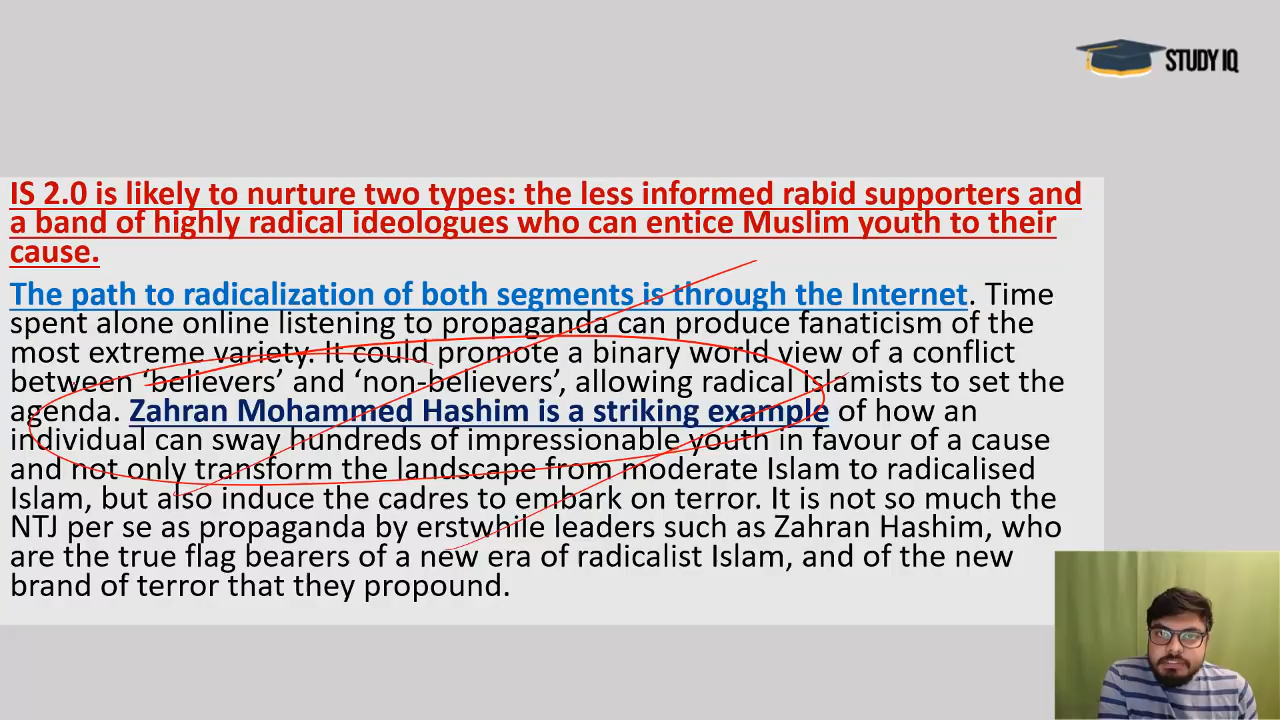 STUDY IQ
IS 2.0 is likely to nurture two types: the less informed rabid supporters and
a band of highly radical ideologues who can entice Muslim youth to their
cause.
The path to radicalization of both segments is through the Internet. Time
spent alone online listening to propaganda can produce fanaticism of the
most extreme variety. It could promote a binary world view of a conflict
between ‘believers’ and ‘non-believers’, allowing radical islamists to set the
agenda. Zahran Mohammed Hashim is a striking example of how an
individual can sway hundreds of impressionable youth in favour of a cause
and not only transform the landscape from moderate Islam to radicalised
Islam, but also induce the cadres to embark on terror. It is not so much the
NTJ per se as propaganda by erstwhile leaders such as Zahran Hashim, who
are the true flag bearers of a new era of radicalist Islam, and of the new
brand of terror that they propound.